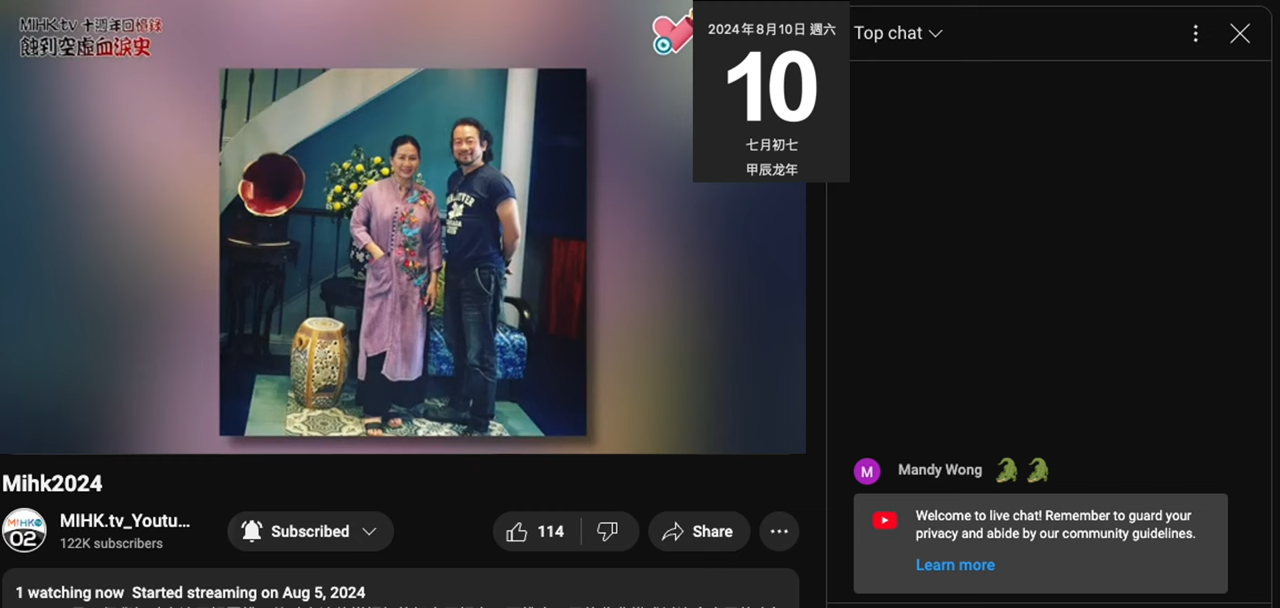 MIHK.tv 十週年回憶錄
蝕到空虛血淚史
2024年8月10日 週六
10
七月初七
甲辰龙年
Top chat
Mihk2024
MIHK.tv_Youtu...
122K subscribers
MIHK
02
Subscribed
114
Share
1 watching now Started streaming on Aug 5, 2024
M
Mandy Wong
Welcome to live chat! Remember to guard your
privacy and abide by our community guidelines.
Learn more